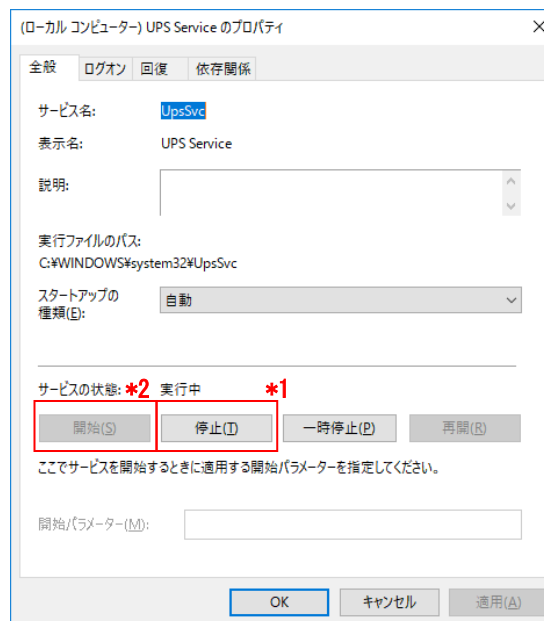 (ローカル コンピューター) UPS Service のプロパティ
全般 ログオン 回復 依存関係
サービス名: UpsSvc
表示名: UPS Service
説明:
実行ファイルのパス:
C:¥WINDOWS¥system32¥UpsSvc
スタートアップの
種類(E): 自動
サービスの状態: *2 実行中 *1
開始(S) 停止(T) 一時停止(P) 再開(R)
ここでサービスを開始するときに適用する開始パラメーターを指定してください。
開始パラメーター(M):
OK キャンセル 適用(A)